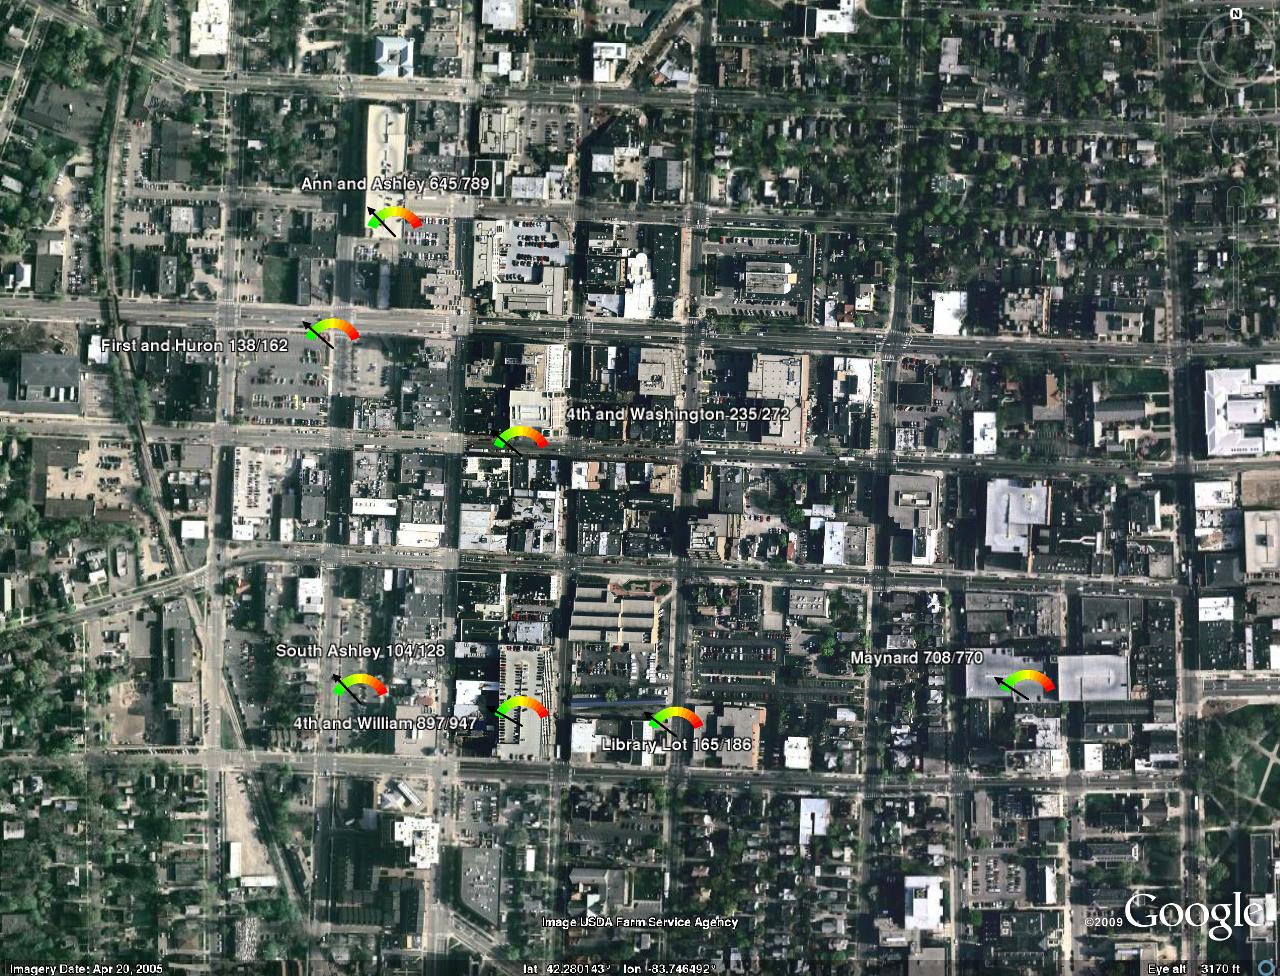 N
Ann and Ashley 645/789
First and Huron 138/162
4th and Washington 235/272
South Ashley 104/128
Maynard 708/770
4th and William 897/947
Library Lot 165/186
Image USDA Farm Service Agency
©2009 Google
Imagery Date: Apr 20, 2005
lat 42.280143° lon -83.746492°
Eye alt 3170 ft